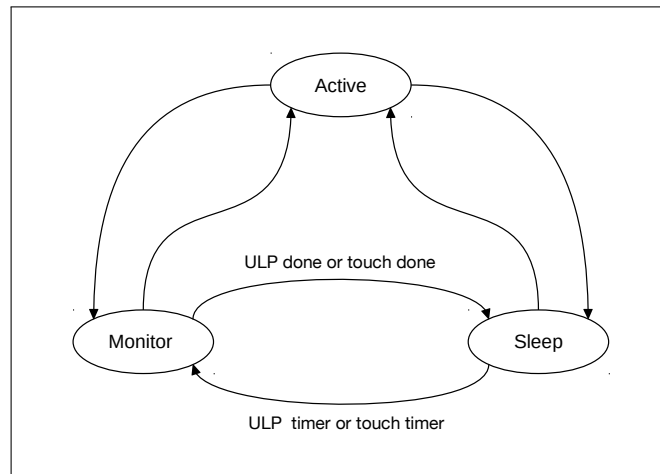 Active
ULP done or touch done
Monitor
Sleep
ULP timer or touch timer